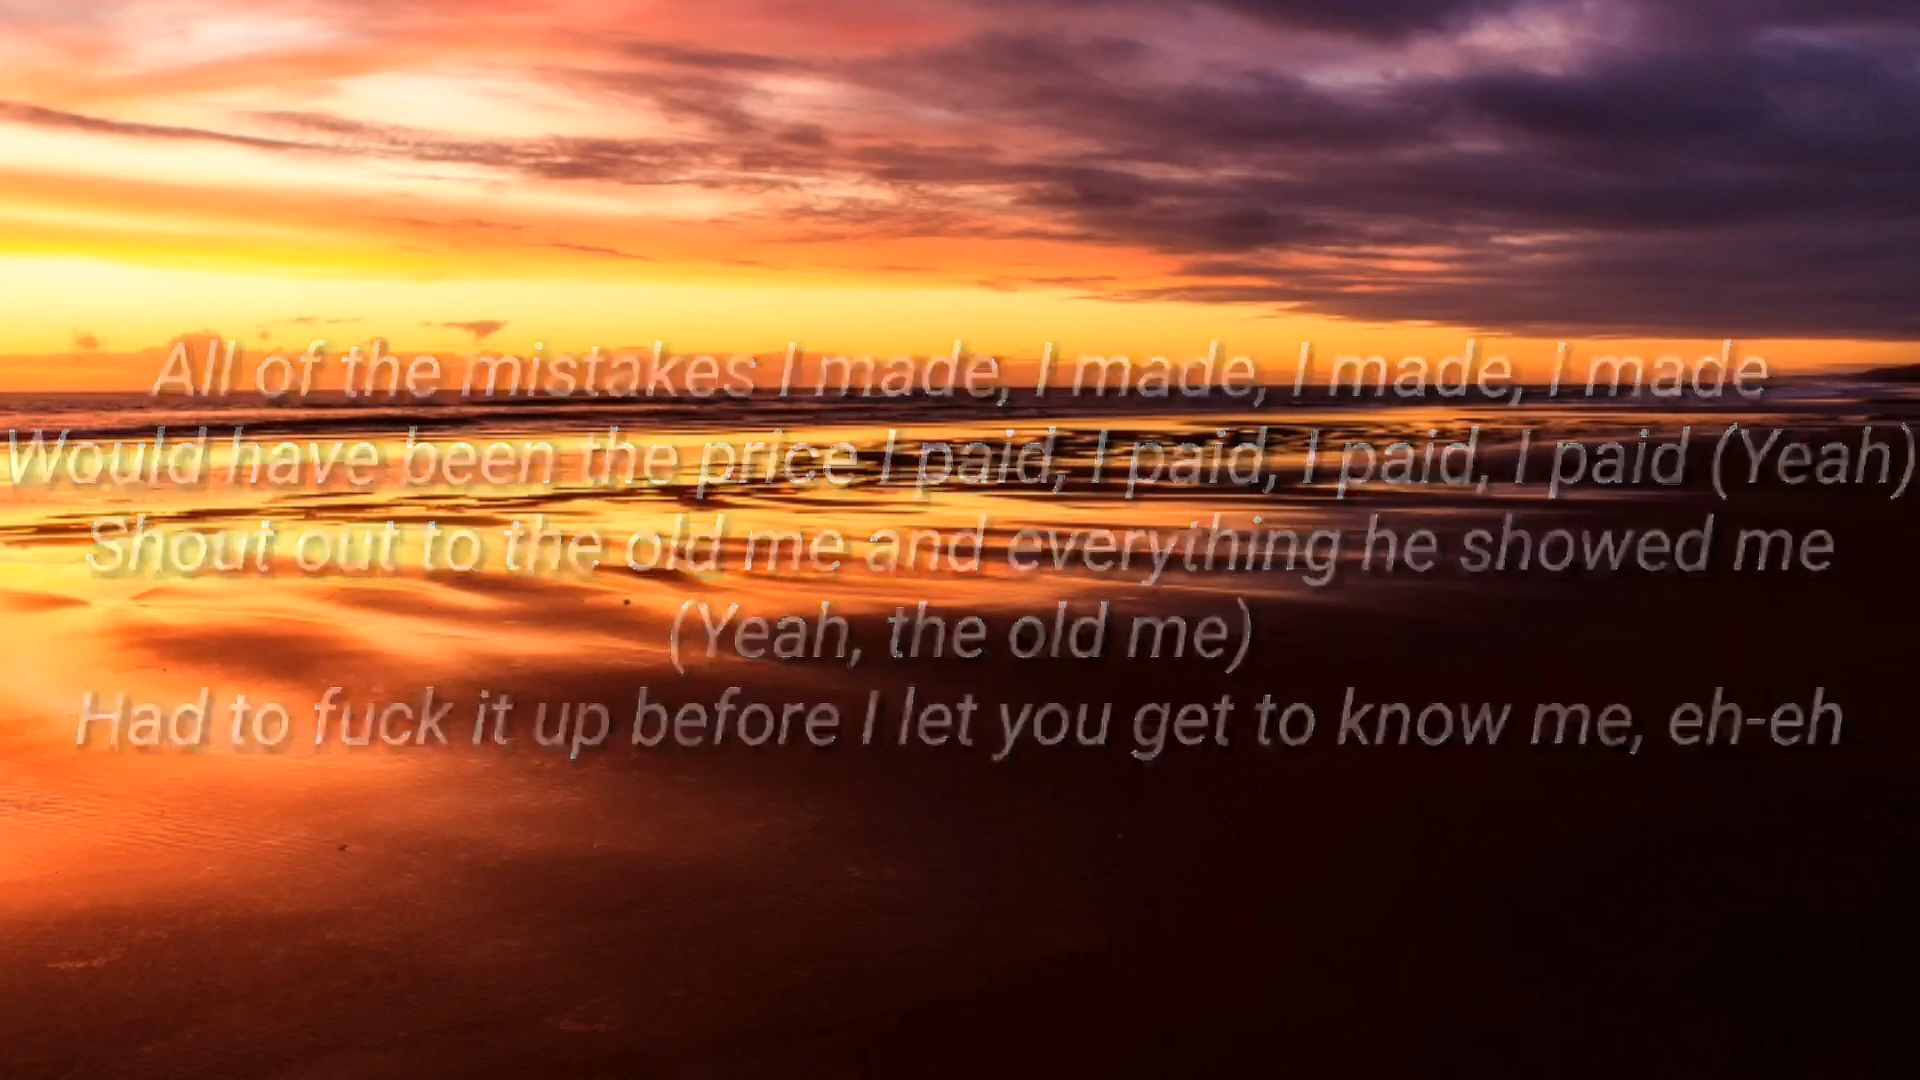 All of the mistakes I made, I made, I made, I made
Would have been the price I paid, I paid, I paid, I paid (Yeah)
Shout out to the old me and everything he showed me
(Yeah, the old me)
Had to fuck it up before I let you get to know me, eh-eh